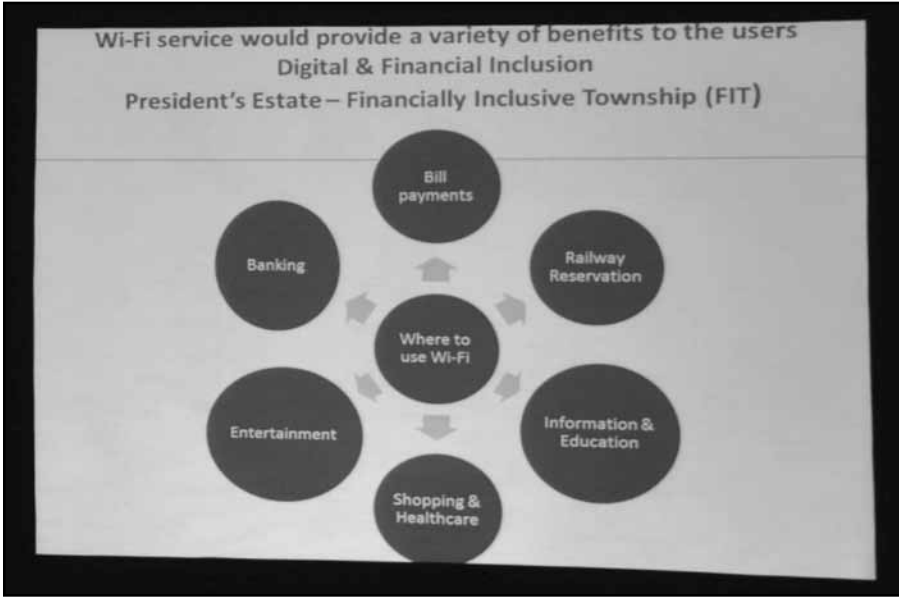 Wi-Fi service would provide a variety of benefits to the users
Digital & Financial Inclusion
President's Estate – Financially Inclusive Township (FIT)
Bill
payments
Railway
Reservation
Information &
Education
Shopping &
Healthcare
Entertainment
Banking
Where to
use Wi-Fi